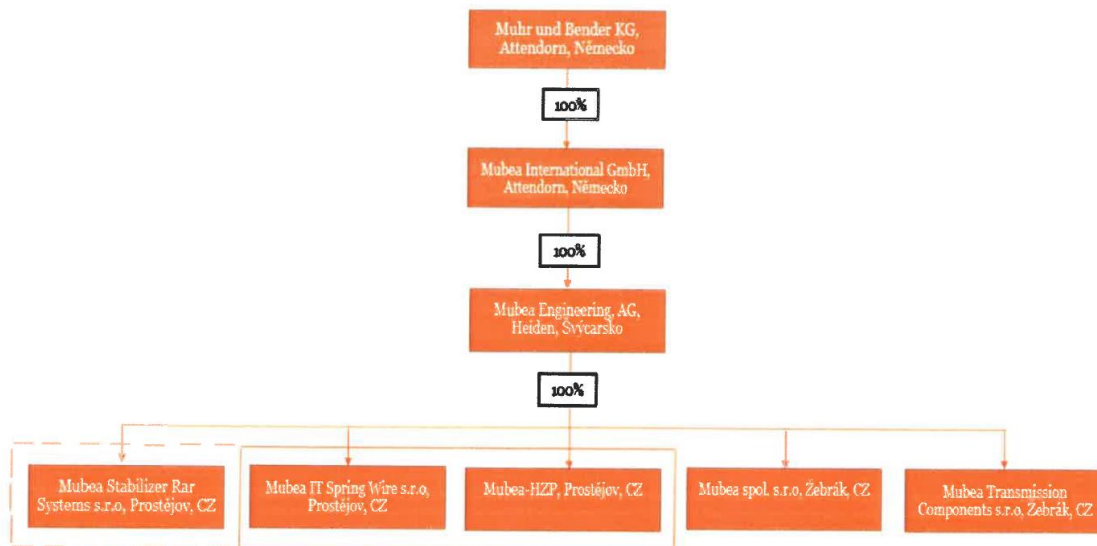 Muhr und Bender KG,
Attendorn, Německo
100%
Mubea International GmbH,
Attendorn, Německo
100%
Mubea Engineering, AG,
Heiden, Švýcarsko
100%
Mubea Stabilizer Rar
Systems s.r.o, Prostějov, CZ
Mubea IT Spring Wire s.r.o,
Prostějov, CZ
Mubea-HZP, Prostějov, CZ
Mubea spol. s.r.o, Žebrák, CZ
Mubea Transmission
Components s.r.o, Žebrák, CZ